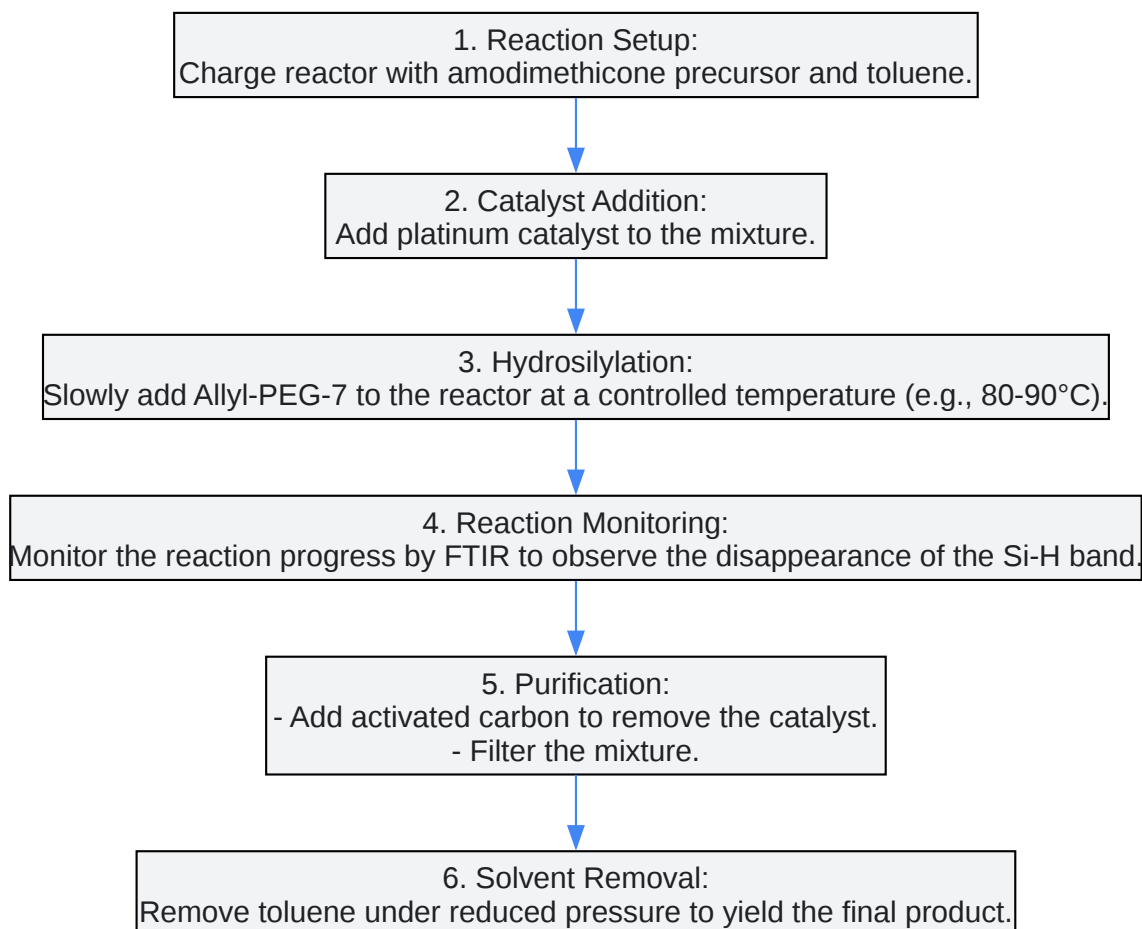 1. Reaction Setup:
Charge reactor with amodimethicone precursor and toluene.
2. Catalyst Addition:
Add platinum catalyst to the mixture.
3. Hydrosilylation:
Slowly add Allyl-PEG-7 to the reactor at a controlled temperature (e.g., 80-90°C).
4. Reaction Monitoring:
Monitor the reaction progress by FTIR to observe the disappearance of the Si-H band.
5. Purification:
- Add activated carbon to remove the catalyst.
- Filter the mixture.
6. Solvent Removal:
Remove toluene under reduced pressure to yield the final product.